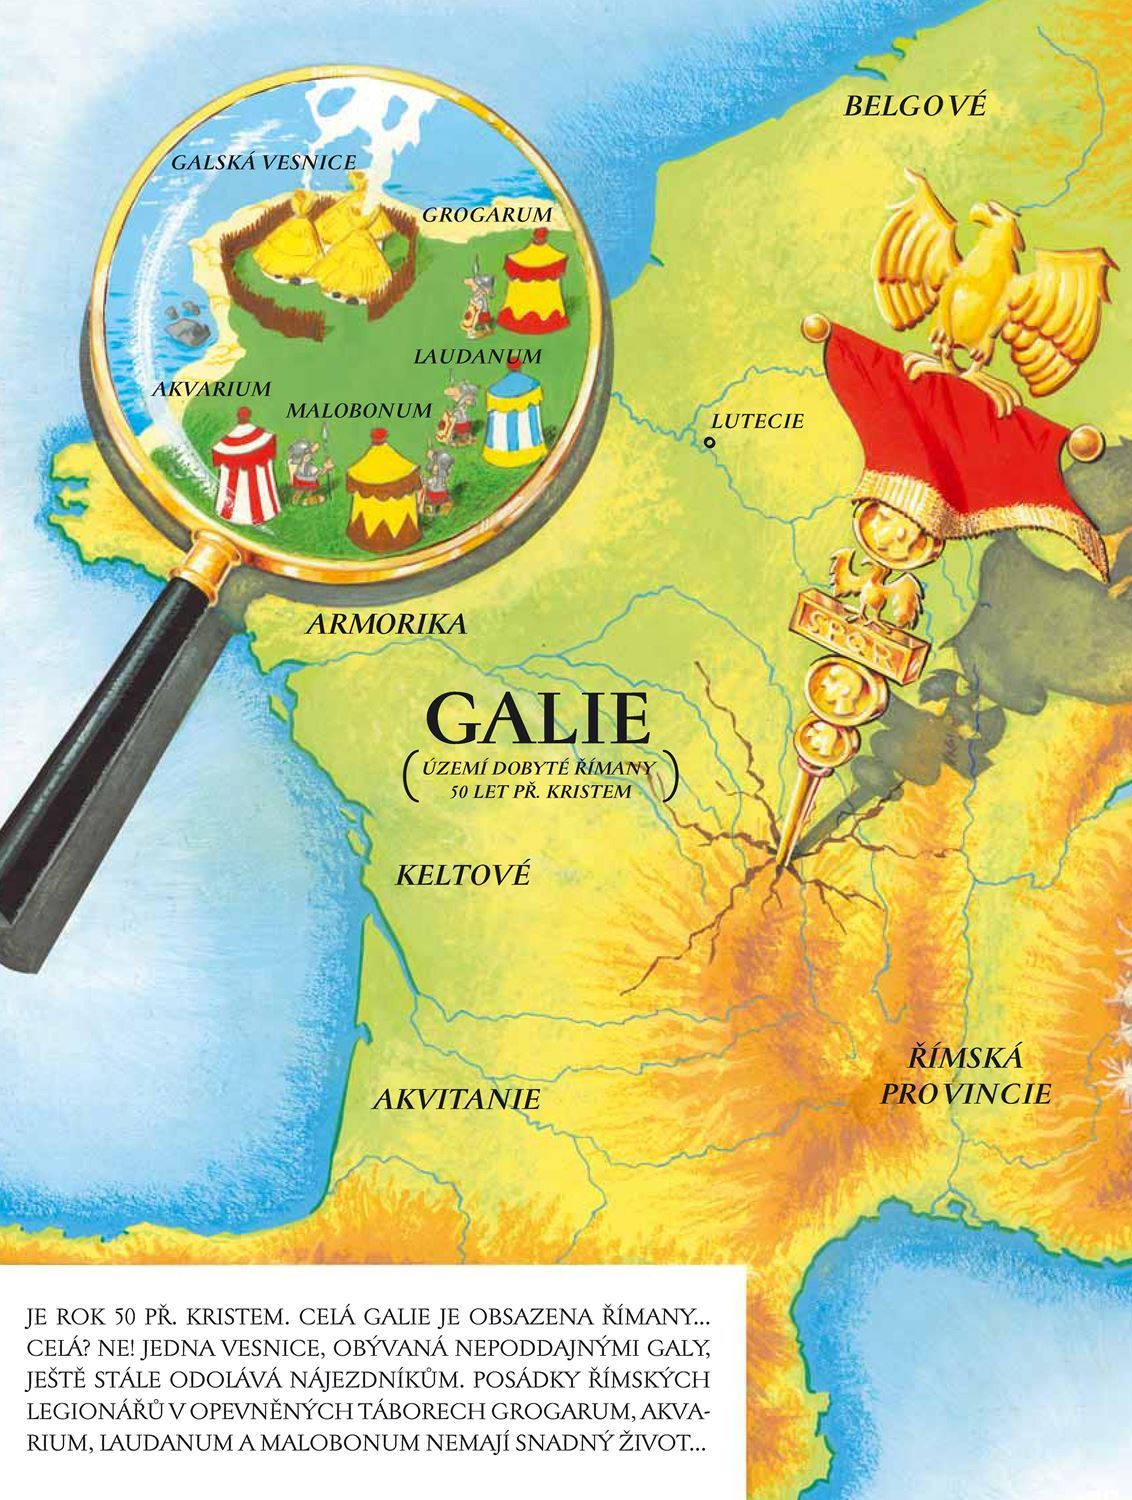 BELGOVÉ
GALSKÁ VESNICE
GROGARUM
LAUDANUM
AKVARIUM
MALOBONUM
LUTECIE
SPQR
ARMORIKA
GALIE
(ÚZEMÍ DOBYTÉ ŘÍMANY
50 LET PŘ. KRISTEM)
KELTOVÉ
ŘÍMSKÁ
PROVINCIE
AKVITANIE
JE ROK 50 PŘ. KRISTEM. CELÁ GALIE JE OBSAZENA ŘÍMANY...
CELÁ? NE! JEDNA VESNICE, OBÝVANÁ NEPODDAJNÝMI GALY,
JEŠTĚ STÁLE ODOLÁVÁ NÁJEZDNÍKŮM. POSÁDKY ŘÍMSKÝCH
LEGIONÁŘŮ V OPEVNĚNÝCH TÁBORECH GROGARUM, AKVA-
RIUM, LAUDANUM A MALOBONUM NEMAJÍ SNADNÝ ŽIVOT...